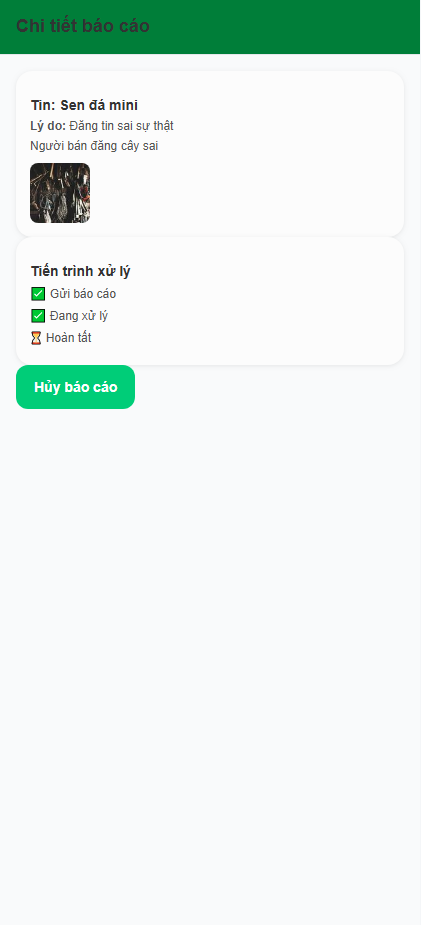 Chi tiết báo cáo
Tin: Sen đá mini
Lý do: Đăng tin sai sự thật
Người bán đăng cây sai
Tiến trình xử lý
✅ Gửi báo cáo
✅ Đang xử lý
⏳ Hoàn tất
Hủy báo cáo